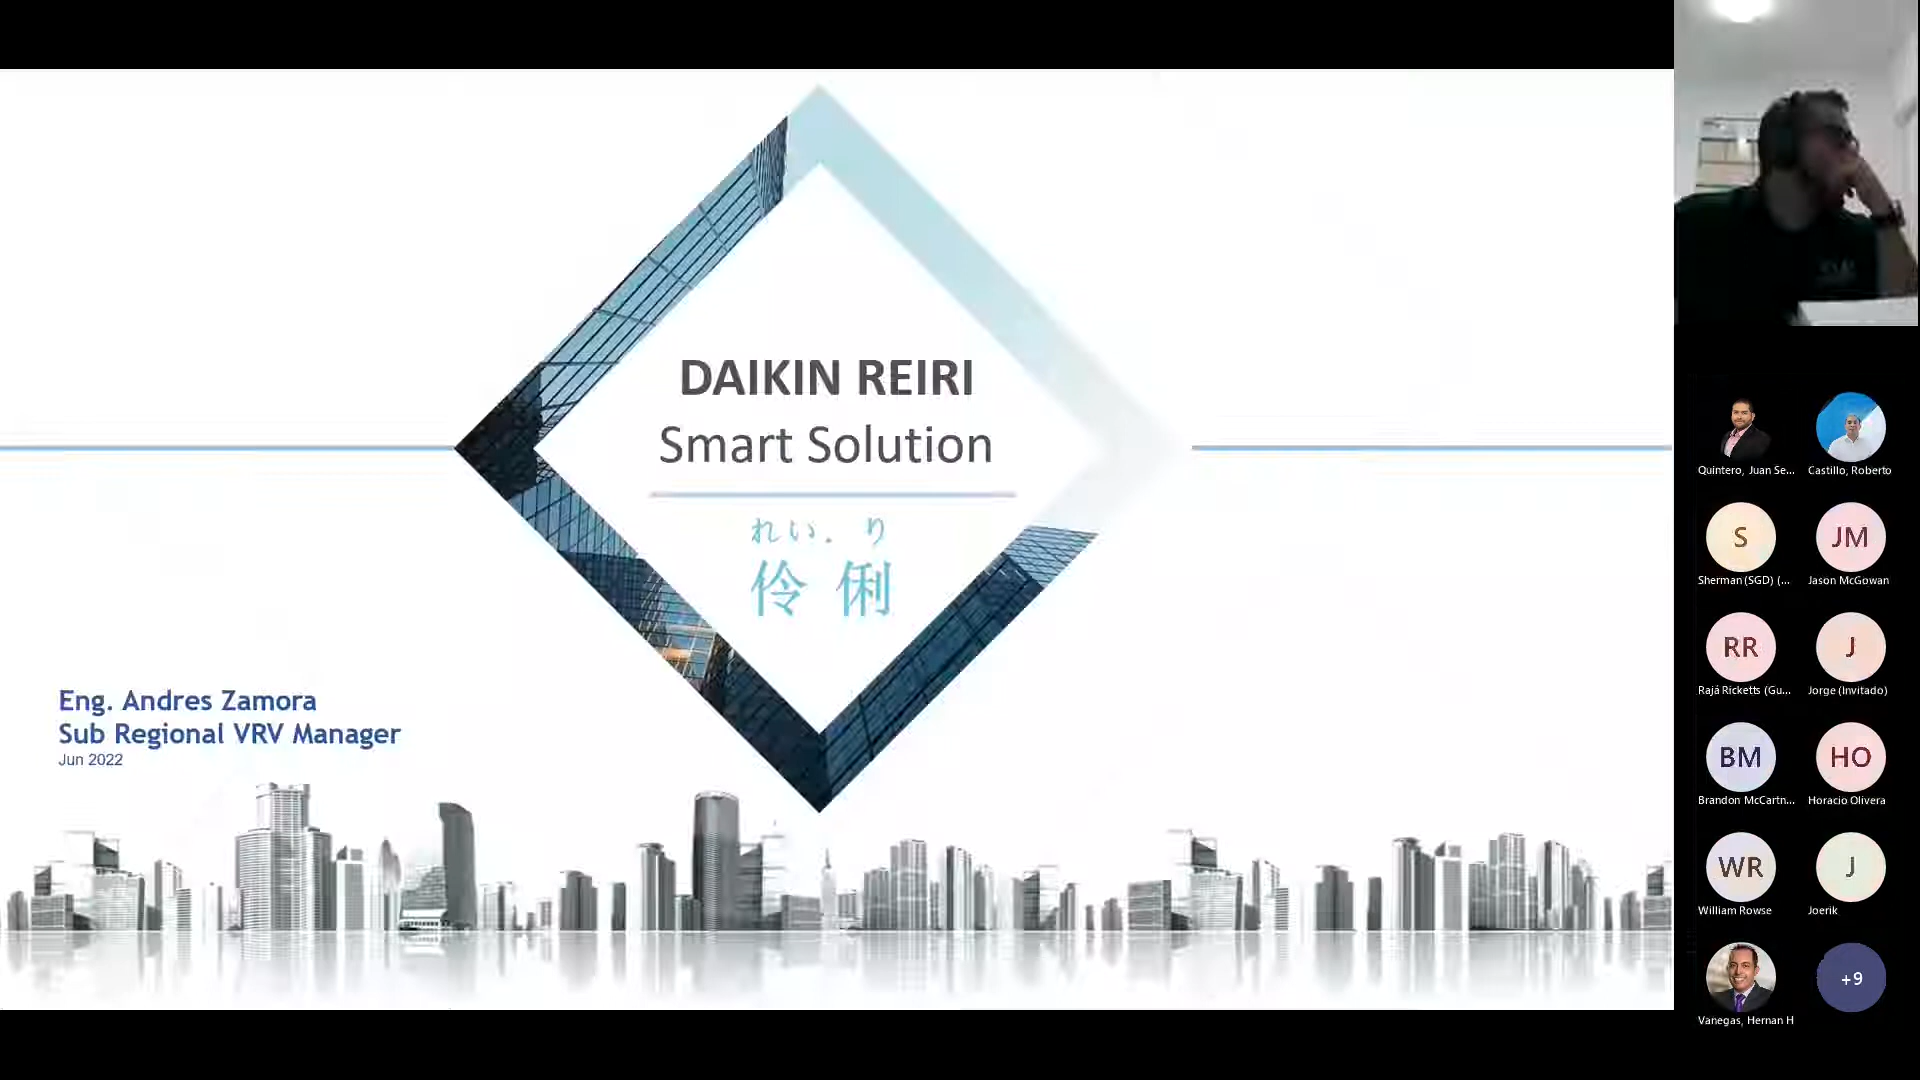 DAIKIN REIRI
Smart Solution
れい.り
伶俐
Eng. Andres Zamora
Sub Regional VRV Manager
Jun 2022
Quintero, Juan Se...
Castillo, Roberto
S
JM
Sherman (SGD) (...
Jason McGowan
RR
J
Rajá Ricketts (Gu...
Jorge (Invitado)
BM
HO
Brandon McCartn...
Horacio Olivera
WR
J
William Rowse
Joerik
+9
Vanegas, Hernan H